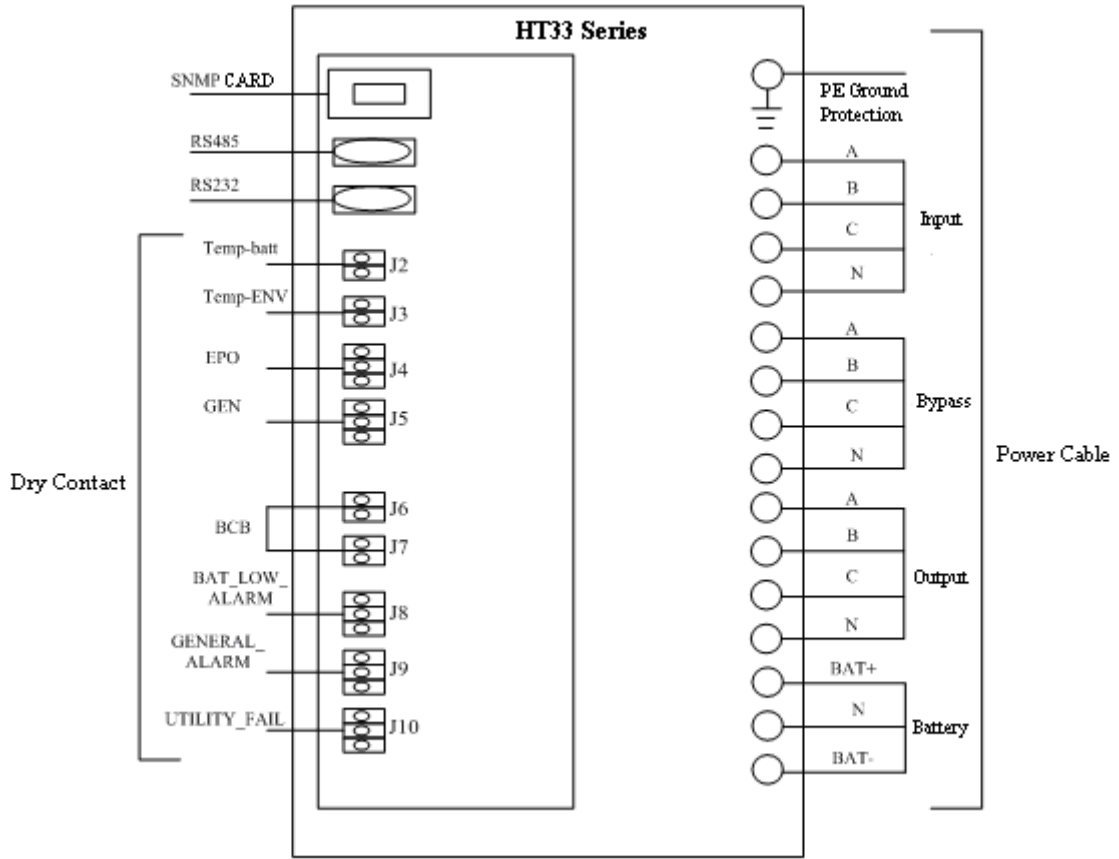 HT33 Series
SNMP CARD
RS485
RS232
Temp-batt
J2
Temp-ENV
J3
EPO
J4
GEN
J5
Dry Contact
BCB
J6
J7
BAT_LOW_
ALARM
J8
GENERAL_
ALARM
J9
UTILITY_FAIL
J10
PE Ground
Protection
A
B
C
N
Input
A
B
C
N
Bypass
A
B
C
N
Output
BAT+
N
BAT-
Battery
Power Cable